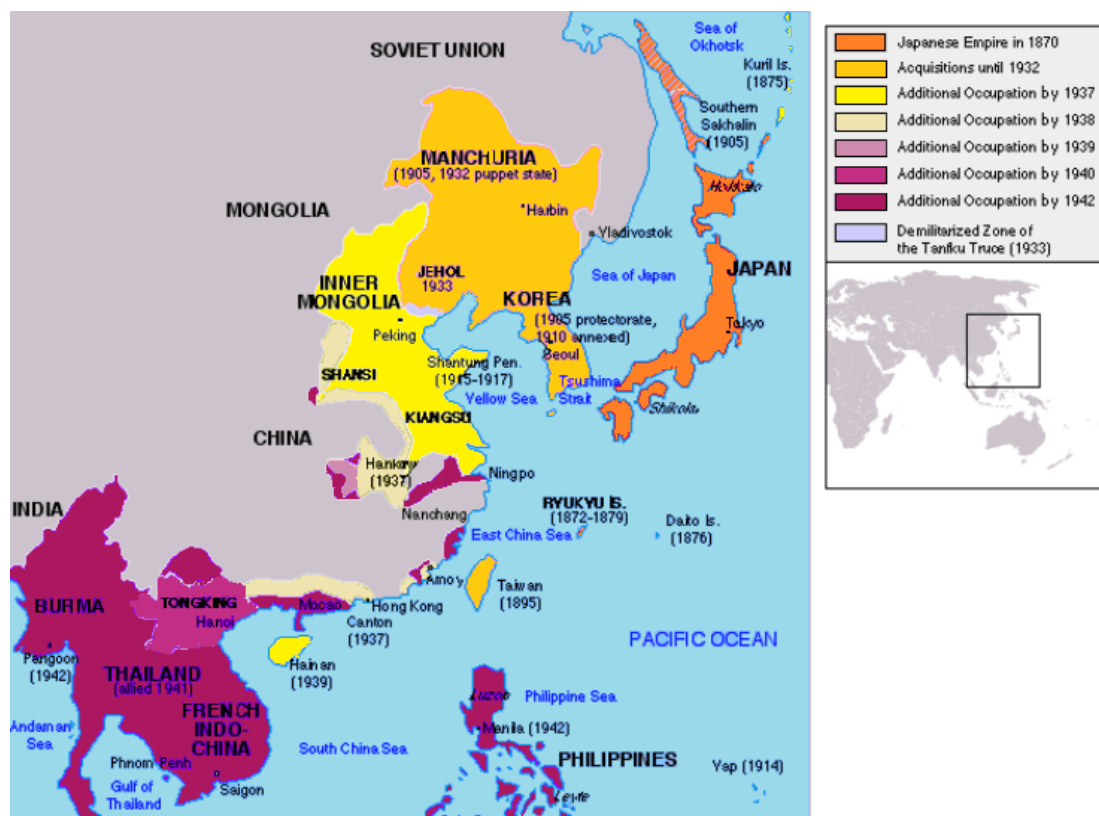 SOVIET UNION
Sea of
Okhotsk
Kuril Is.
(1875)
Southern
Sakhalin
(1905)
MANCHURIA
(1905, 1932 puppet state)
Harbin
Hokkaido
MONGOLIA
Vladivostok
Sea of Japan
JAPAN
JEHOL
1933
INNER
MONGOLIA
KOREA
(1905 protectorate,
1910 annexed)
Seoul
Tokyo
Peking
Shantung Pen.
(1915-1917)
SHANSI
Tsushima
Strait
Yellow Sea
Shikoku
KIANGSU
CHINA
Hankow
(1937)
Ningpo
Nanchang
INDIA
RYUKYU IS.
(1872-1879)
Daito Is.
(1876)
East China Sea
Amoy
Taiwan
(1895)
BURMA
TONGKING
Hanoi
Macao
Hong Kong
Canton
(1937)
PACIFIC OCEAN
Rangoon
(1942)
Hainan
(1939)
THAILAND
(allied 1941)
Luzon
Philippine Sea
FRENCH
INDO-
CHINA
Manila (1942)
Andaman
Sea
South China Sea
Phnom Penh
PHILIPPINES
Yap (1914)
Gulf of
Thailand
Saigon
Leyte
Japanese Empire in 1870
Acquisitions until 1932
Additional Occupation by 1937
Additional Occupation by 1938
Additional Occupation by 1939
Additional Occupation by 1940
Additional Occupation by 1942
Demilitarized Zone of
the Tanfku Truce (1933)